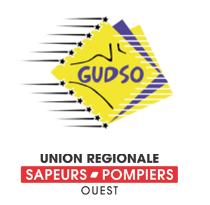 GUDSO
UNION REGIONALE
SAPEURS-POMPIERS
OUEST